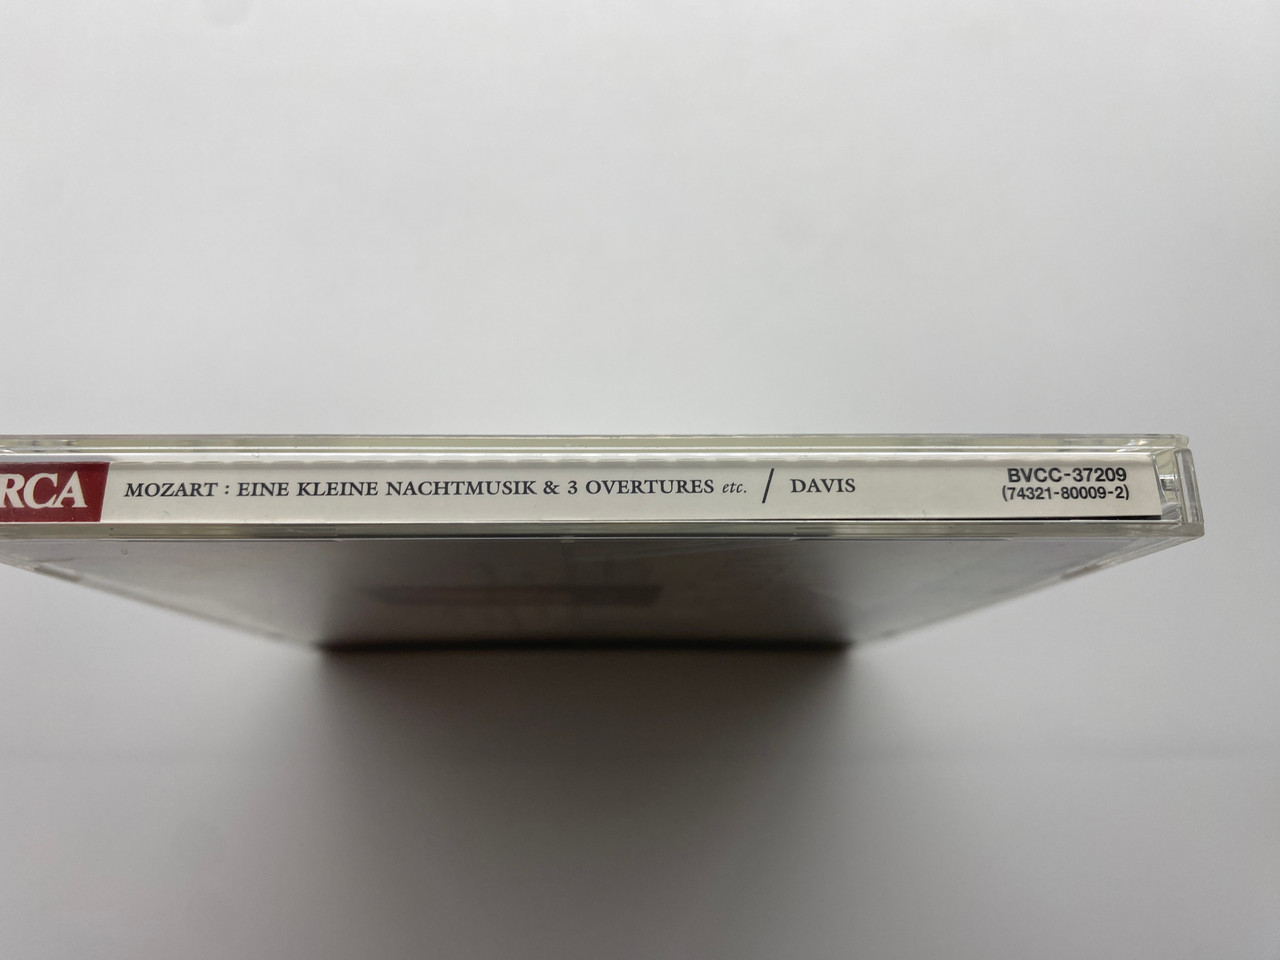 RCA
MOZART : EINE KLEINE NACHTMUSIK & 3 OVERTURES etc. / DAVIS
BVCC-37209
(74321-80009-2)